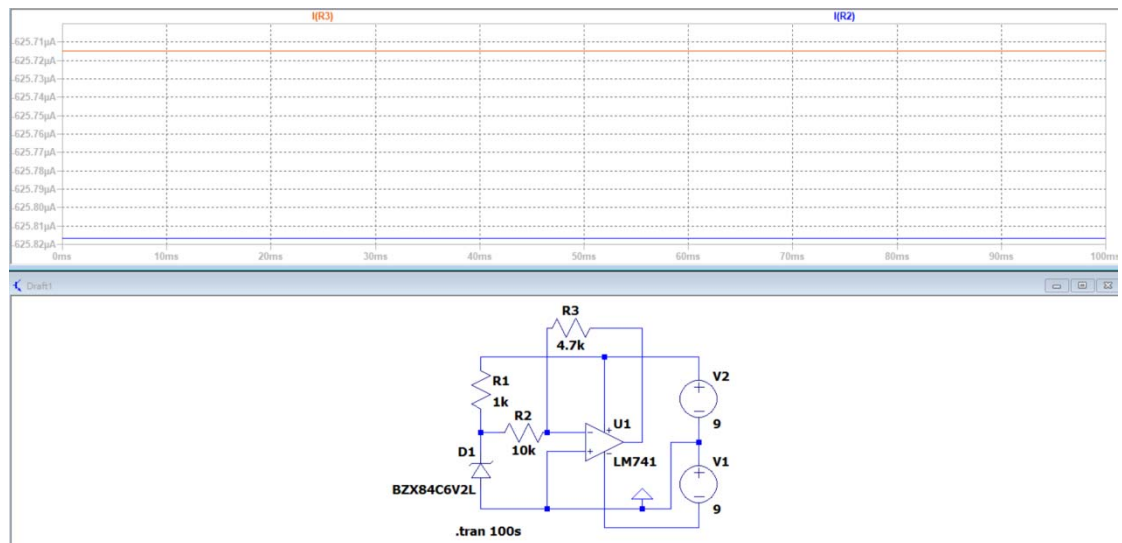 I(R3) I(R2)
-625.71µA
-625.72µA
-625.73µA
-625.74µA
-625.75µA
-625.76µA
-625.77µA
-625.78µA
-625.79µA
-625.80µA
-625.81µA
-625.82µA
0ms 10ms 20ms 30ms 40ms 50ms 60ms 70ms 80ms 90ms 100ms
Draft1
R3
4.7k
R1
1k
R2
10k
U1
LM741
V2
9
V1
9
D1
BZX84C6V2L
.tran 100s